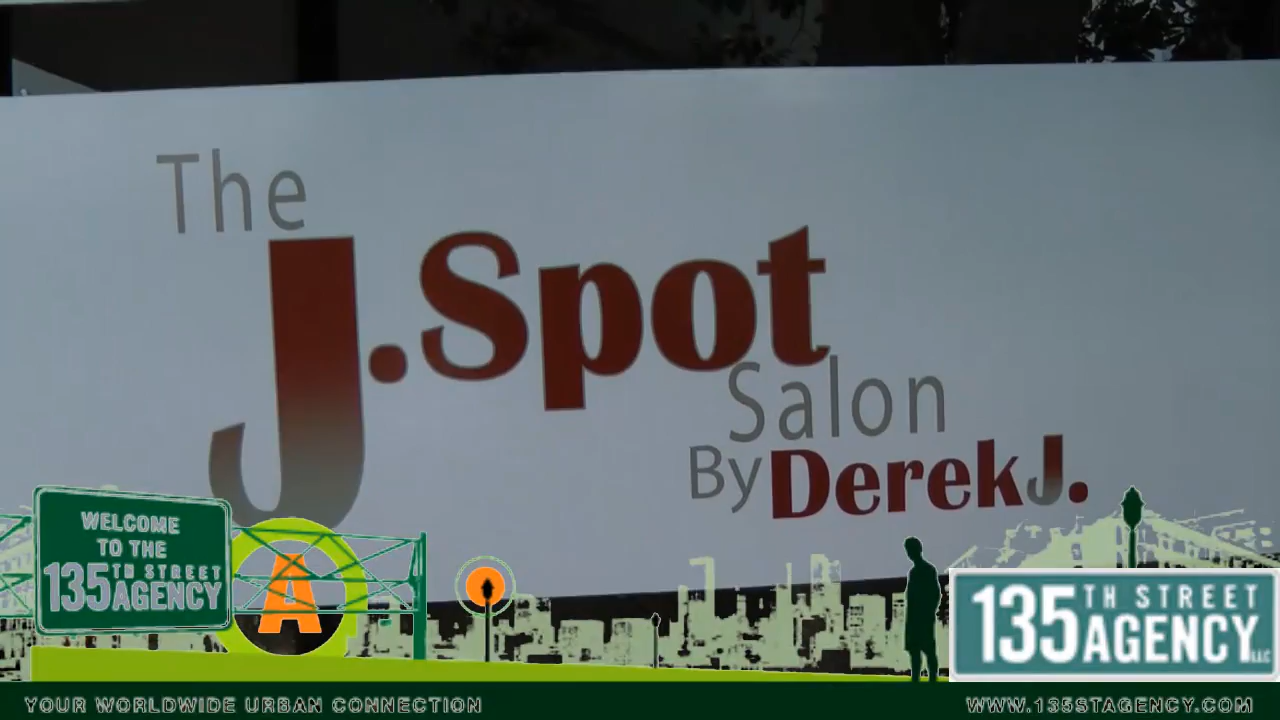 The
J.Spot
Salon
By DerekJ.
WELCOME
TO THE
135TH STREET
AGENCY
A
135TH STREET
AGENCY LLC
YOUR WORLDWIDE URBAN CONNECTION
WWW.135STAGENCY.COM